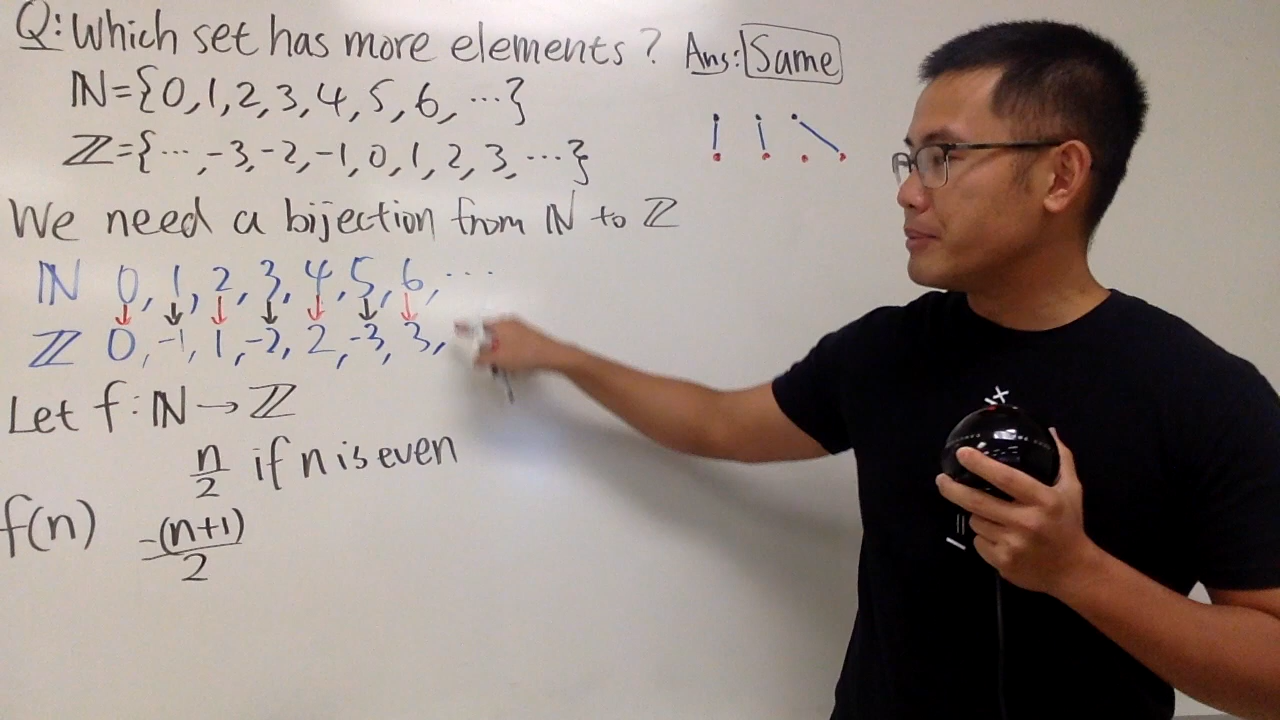 Q: Which set has more elements? Ans: Same
ℕ={0,1,2,3,4,5,6,...}
ℤ={...,-3,-2,-1,0,1,2,3,...}
We need a bijection from ℕ to ℤ
ℕ 0,1,2,3,4,5,6,...
↓ ↓ ↓ ↓ ↓ ↓ ↓
ℤ 0,-1,1,-2,2,-3,3,
Let f:ℕ→ℤ
n/2 if n is even
f(n) -(n+1)/2